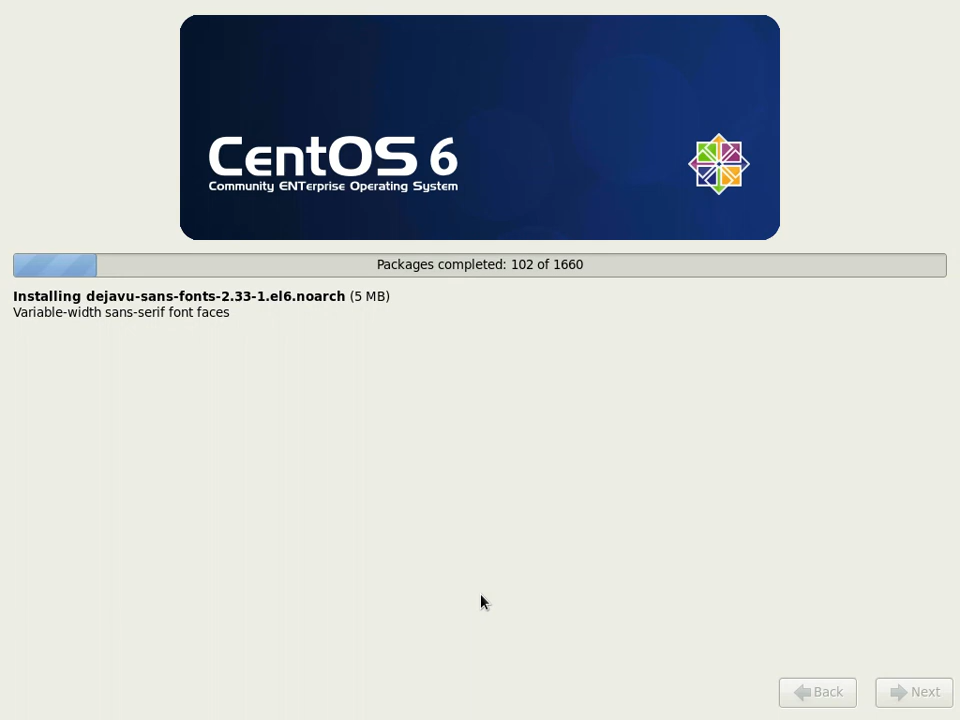 CentOS 6
Community ENTerprise Operating System
Packages completed: 102 of 1660
Installing dejavu-sans-fonts-2.33-1.el6.noarch (5 MB)
Variable-width sans-serif font faces
Back
Next